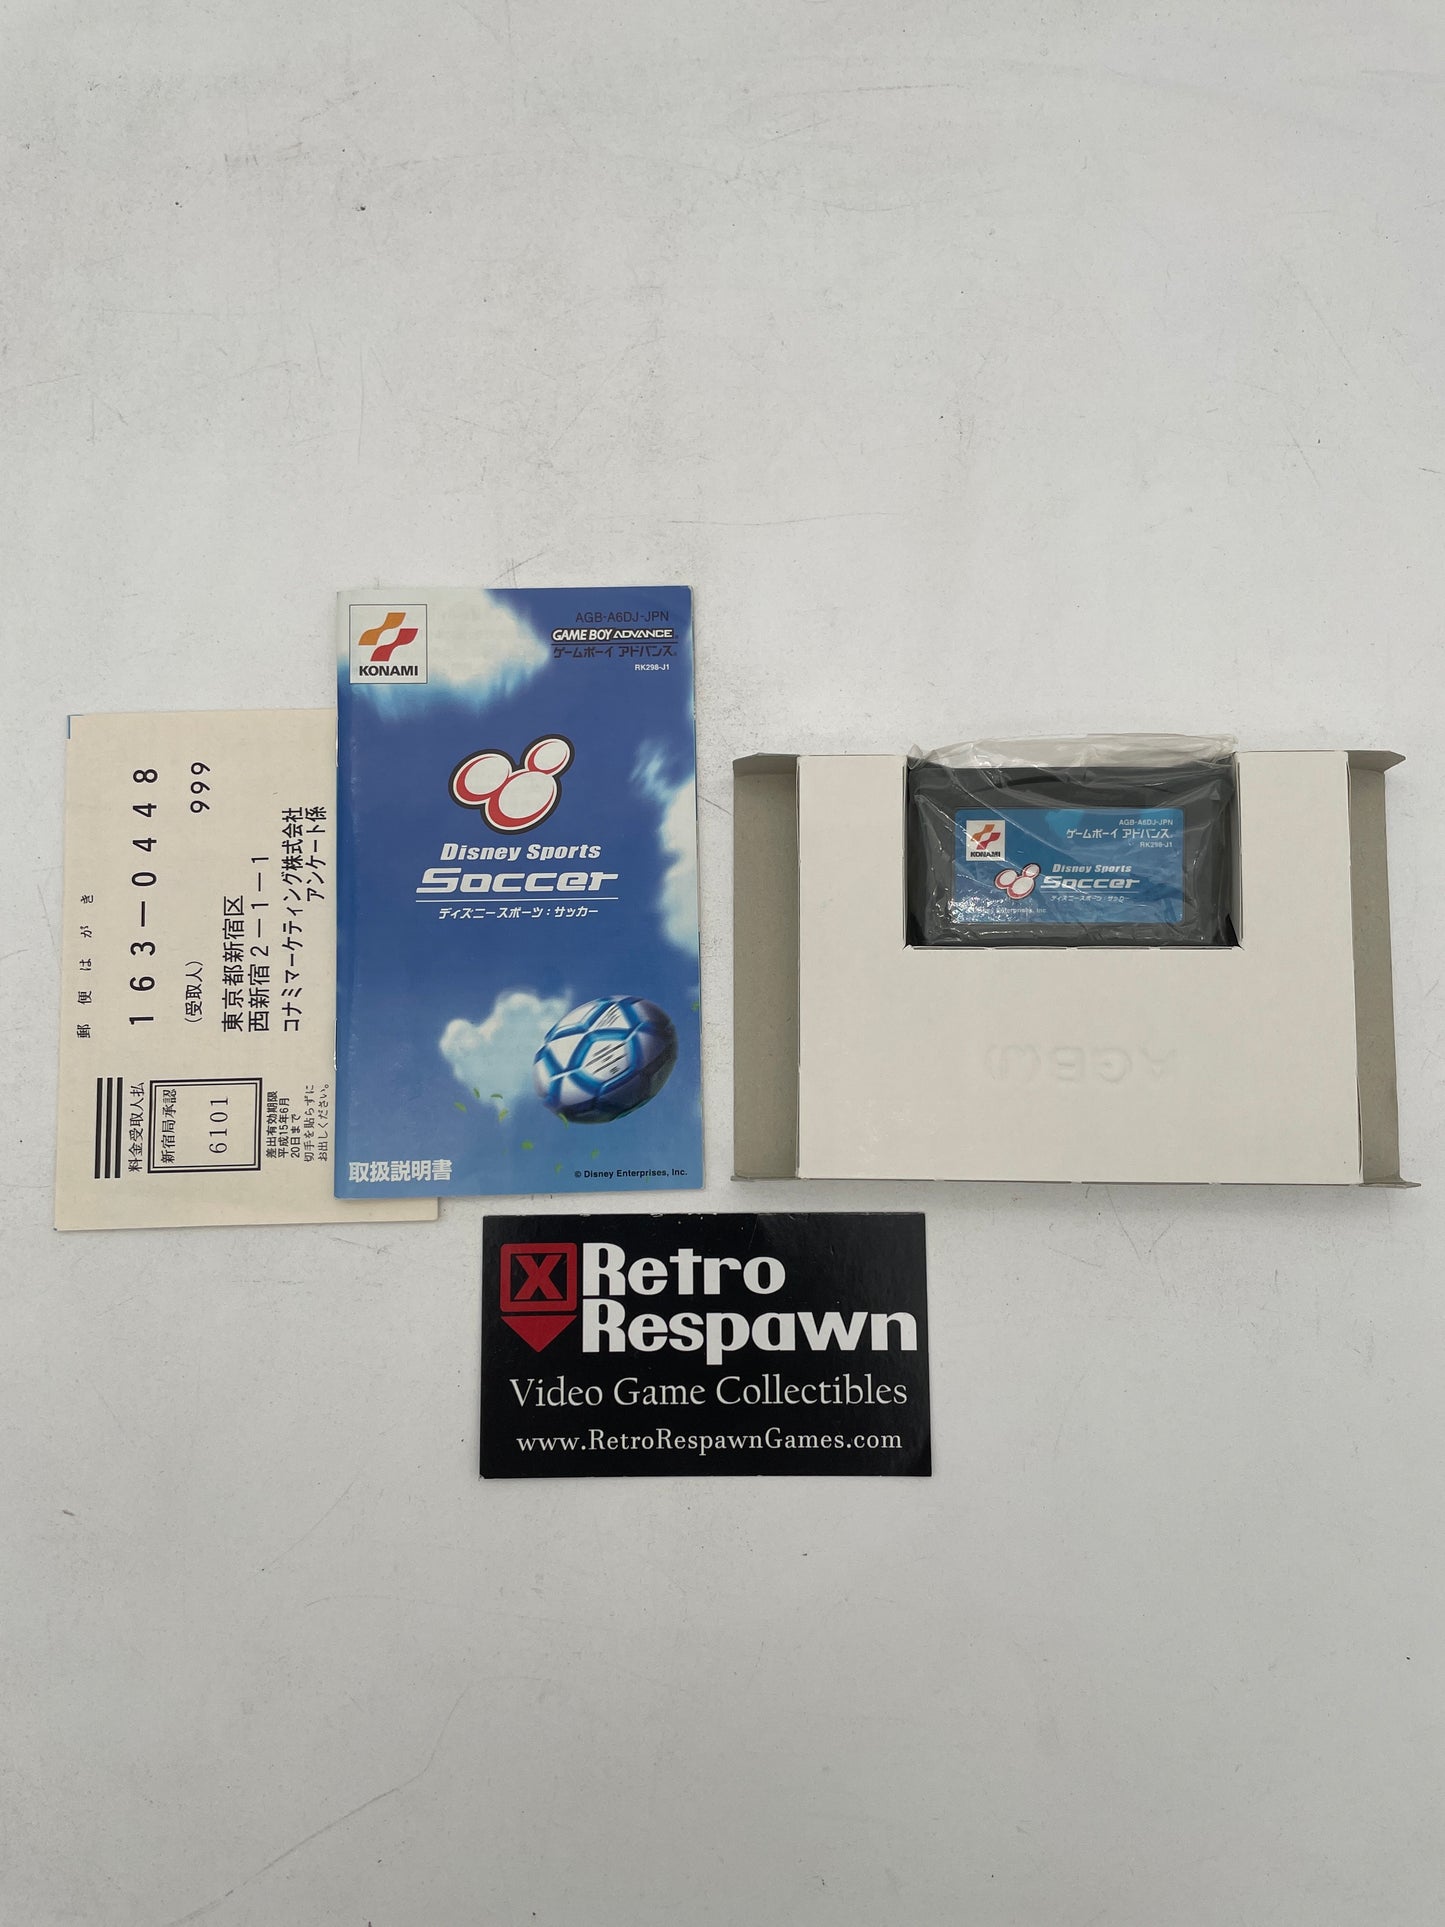 郵便はがき
163-0448
999
(受取人)
東京都新宿区
西新宿2-1-1
コナミマーケティング株式会社
アンケート係
料金受取人払
新宿局承認
6101
差出有効期限
平成15年6月
20日まで
切手を貼らずに
お出しください。
KONAMI
AGB-A6DJ-JPN
GAME BOY ADVANCE
ゲームボーイ アドバンス
RK298-J1
Disney Sports
Soccer
ディズニースポーツ:サッカー
取扱説明書
© Disney Enterprises, Inc.
KONAMI
AGB-A6DJ-JPN
ゲームボーイ アドバンス
RK298-J1
Disney Sports
Soccer
ディズニースポーツ:サッカー
Enterprises, Inc.
X Retro
Respawn
Video Game Collectibles
www.RetroRespawnGames.com